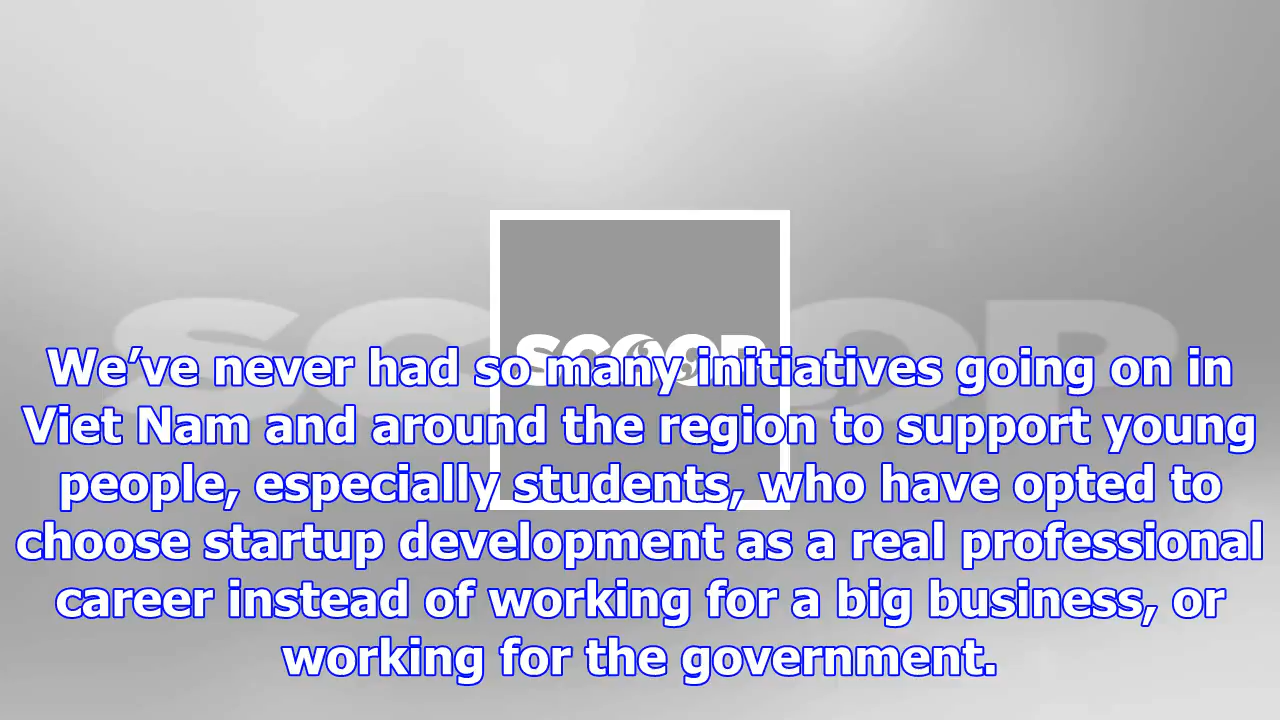 SCOOP
SCOOP
We’ve never had so many initiatives going on in
Viet Nam and around the region to support young
people, especially students, who have opted to
choose startup development as a real professional
career instead of working for a big business, or
working for the government.